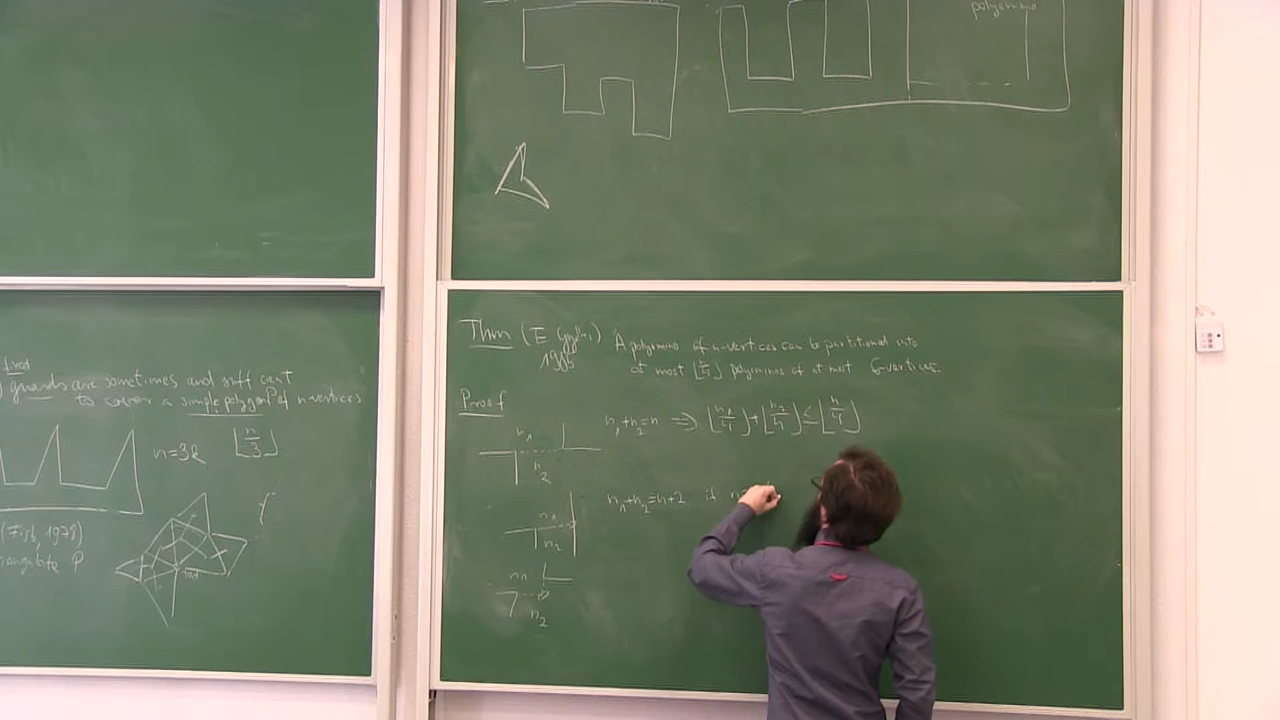 polyomino
guards are sometimes and sufficient
to cover a simple polygon of n-vertices.
n=3k ⌊n/3⌋
(Fisk, 1978)
Triangulate P
Thm (E Győri) A polyomino of n-vertices can be partitioned into
1985 at most ⌊n/4⌋ polyominos of at most 6-vertices.
Proof
n₁+n₂=n ⇒ ⌊n₁/4⌋+⌊n₂/4⌋≤⌊n/4⌋
n₁
n₂
n₁+n₂=n+2 if
n₁
n₂
n₁
n₂